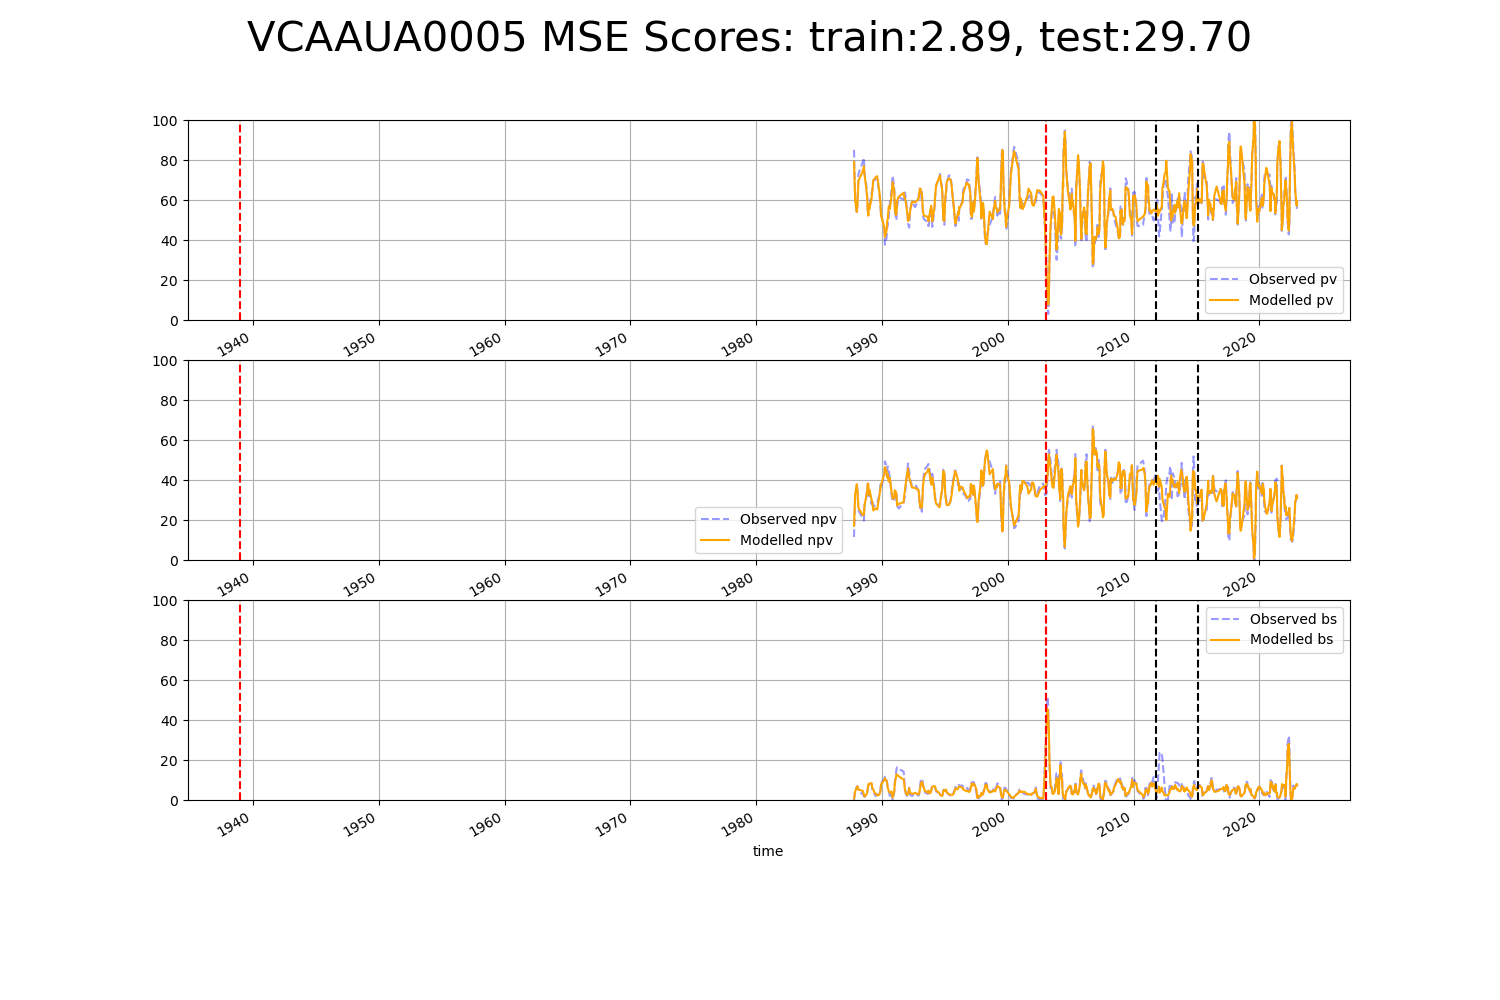 VCAAUA0005 MSE Scores: train:2.89, test:29.70
100
80
60
40
20
0
Observed pv
Modelled pv
1940 1950 1960 1970 1980 1990 2000 2010 2020
100
80
60
40
20
0
Observed npv
Modelled npv
1940 1950 1960 1970 1980 1990 2000 2010 2020
100
80
60
40
20
0
Observed bs
Modelled bs
1940 1950 1960 1970 1980 1990 2000 2010 2020
time